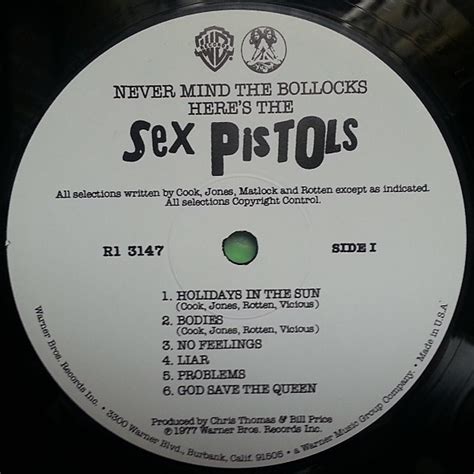 WB
NEVER MIND THE BOLLOCKS
HERE'S THE
Sex PISTOLS
All selections written by Cook, Jones, Matlock and Rotten except as indicated.
All selections Copyright Control.
R1 3147
SIDE I
1. HOLIDAYS IN THE SUN
(Cook, Jones, Rotten, Vicious)
2. BODIES
(Cook, Jones, Rotten, Vicious)
3. NO FEELINGS
4. LIAR
5. PROBLEMS
6. GOD SAVE THE QUEEN
Produced by Chris Thomas & Bill Price
©1977 Warner Bros. Records Inc.
Warner Bros. Records Inc. • 3300 Warner Blvd., Burbank, Calif. 91505 • a Warner Music Group Company. • Made in U.S.A.